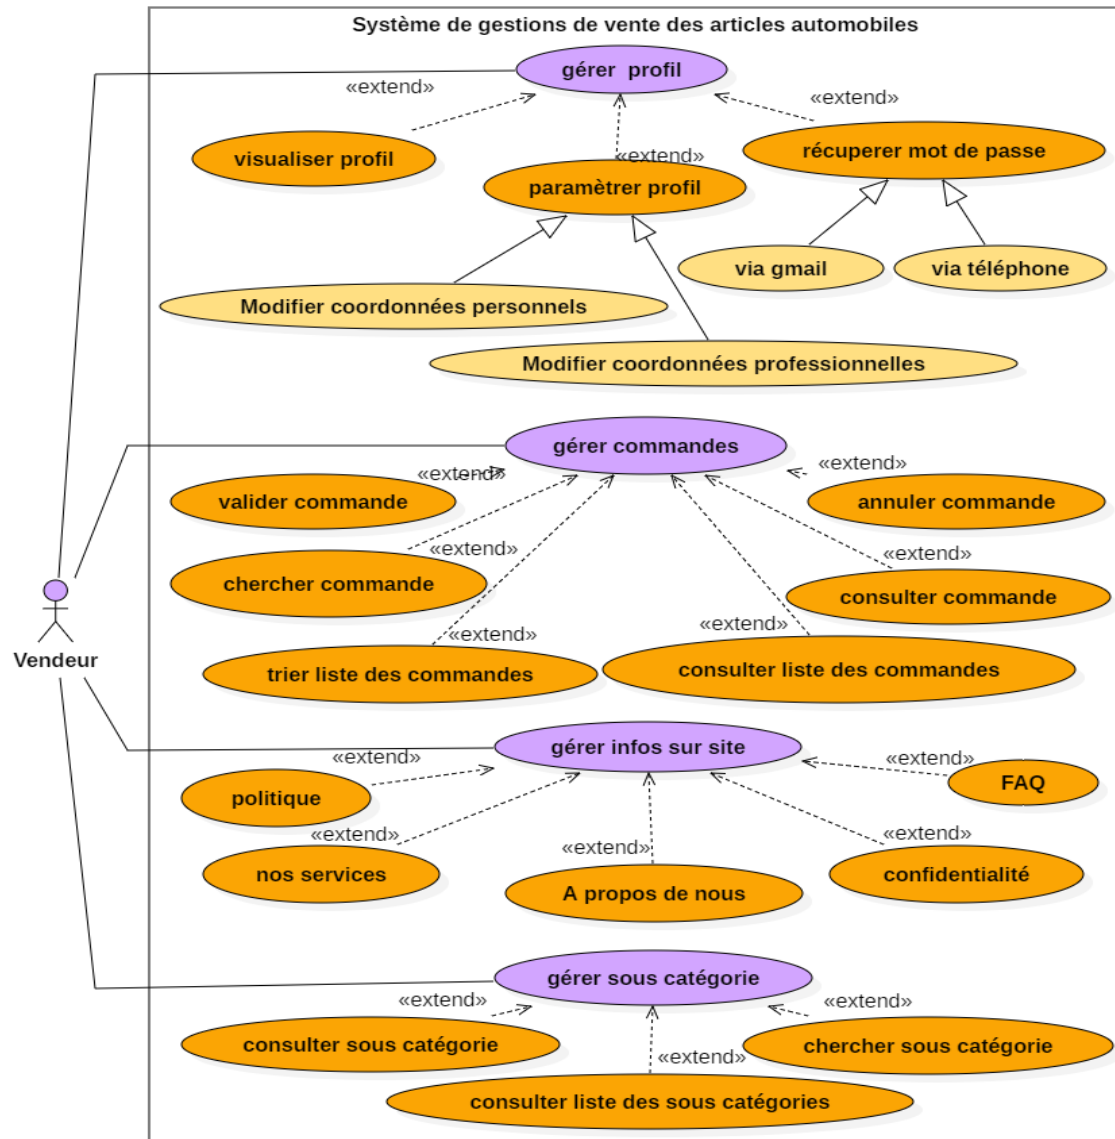 Système de gestions de vente des articles automobiles
gérer profil
«extend»
«extend»
«extend»
visualiser profil
récuperer mot de passe
paramètrer profil
via gmail
via téléphone
Modifier coordonnées personnels
Modifier coordonnées professionnelles
gérer commandes
«extend»
«extend»
valider commande
annuler commande
«extend»
«extend»
chercher commande
consulter commande
«extend»
«extend»
trier liste des commandes
consulter liste des commandes
Vendeur
gérer infos sur site
«extend»
«extend»
politique
FAQ
«extend»
«extend»
«extend»
nos services
A propos de nous
confidentialité
gérer sous catégorie
«extend»
«extend»
consulter sous catégorie
chercher sous catégorie
«extend»
consulter liste des sous catégories